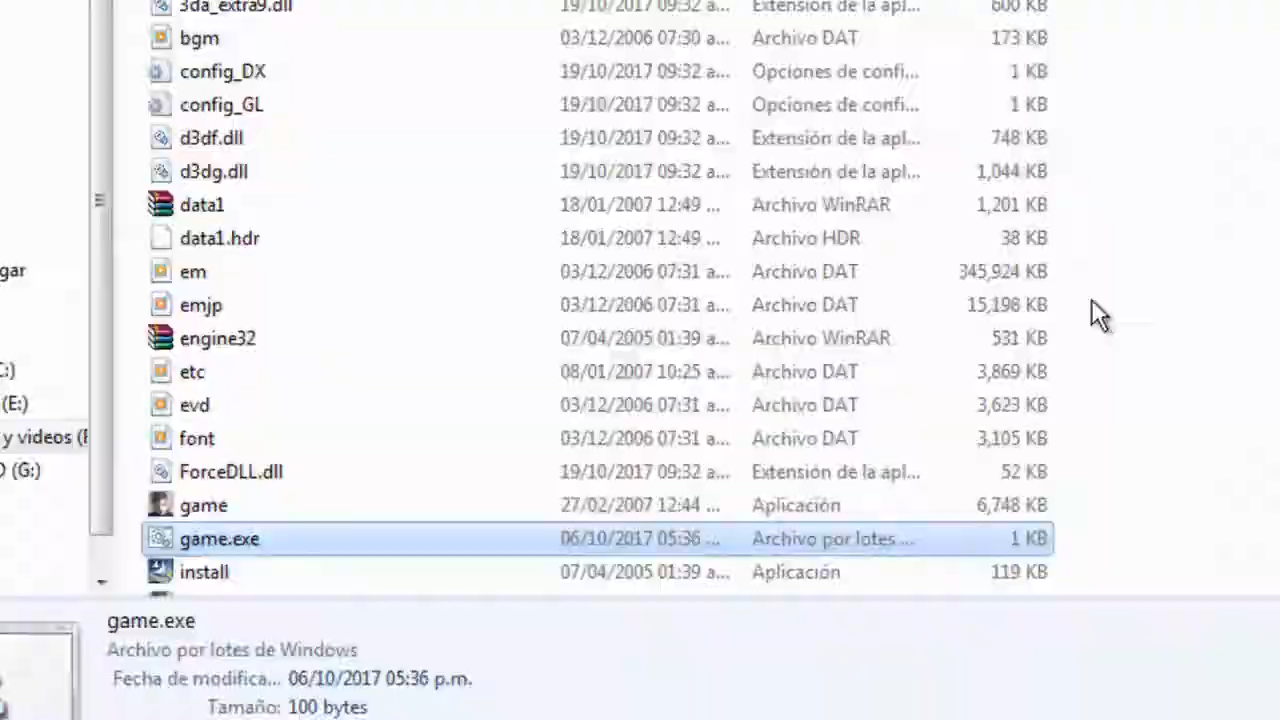 3da_extra9.dll 19/10/2017 09:32 a... Extensión de la apl... 600 KB
bgm 03/12/2006 07:30 a... Archivo DAT 173 KB
config_DX 19/10/2017 09:32 a... Opciones de confi... 1 KB
config_GL 19/10/2017 09:32 a... Opciones de confi... 1 KB
d3df.dll 19/10/2017 09:32 a... Extensión de la apl... 748 KB
d3dg.dll 19/10/2017 09:32 a... Extensión de la apl... 1,044 KB
data1 18/01/2007 12:49 ... Archivo WinRAR 1,201 KB
data1.hdr 18/01/2007 12:49 ... Archivo HDR 38 KB
gar em 03/12/2006 07:31 a... Archivo DAT 345,924 KB
emjp 03/12/2006 07:31 a... Archivo DAT 15,198 KB
engine32 07/04/2005 01:39 a... Archivo WinRAR 531 KB
C:) etc 08/01/2007 10:25 a... Archivo DAT 3,869 KB
(E:) evd 03/12/2006 07:31 a... Archivo DAT 3,623 KB
y videos (F font 03/12/2006 07:31 a... Archivo DAT 3,105 KB
D (G:) ForceDLL.dll 19/10/2017 09:32 a... Extensión de la apl... 52 KB
game 27/02/2007 12:44 ... Aplicación 6,748 KB
game.exe 06/10/2017 05:36 ... Archivo por lotes ... 1 KB
install 07/04/2005 01:39 a... Aplicación 119 KB
game.exe
Archivo por lotes de Windows
Fecha de modifica... 06/10/2017 05:36 p.m.
Tamaño: 100 bytes